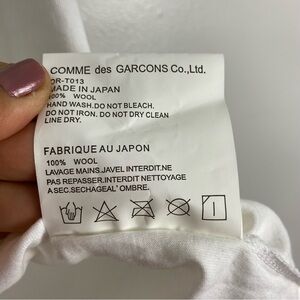 COMME des GARCONS Co.,Ltd.
OR-T013
MADE IN JAPAN
100% WOOL
HAND WASH.DO NOT BLEACH.
DO NOT IRON. DO NOT DRY CLEAN
LINE DRY.
FABRIQUE AU JAPON
100% WOOL
LAVAGE MAINS.JAVEL INTERDIT.NE
PAS REPASSER.INTERDIT NETTOYAGE
A SEC.SECHAGEAL' OMBRE.